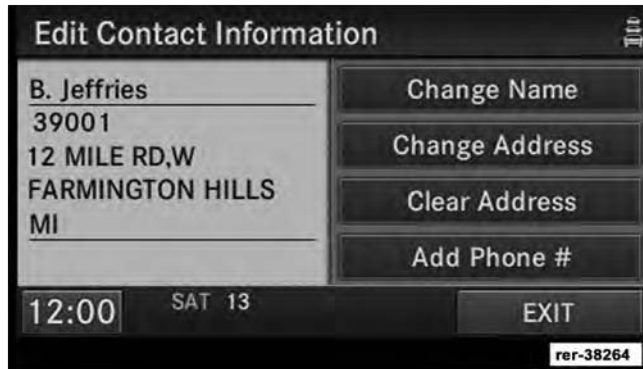 Edit Contact Information
B. Jeffries
39001
12 MILE RD,W
FARMINGTON HILLS
MI
Change Name
Change Address
Clear Address
Add Phone #
12:00
SAT 13
EXIT
rer-38264